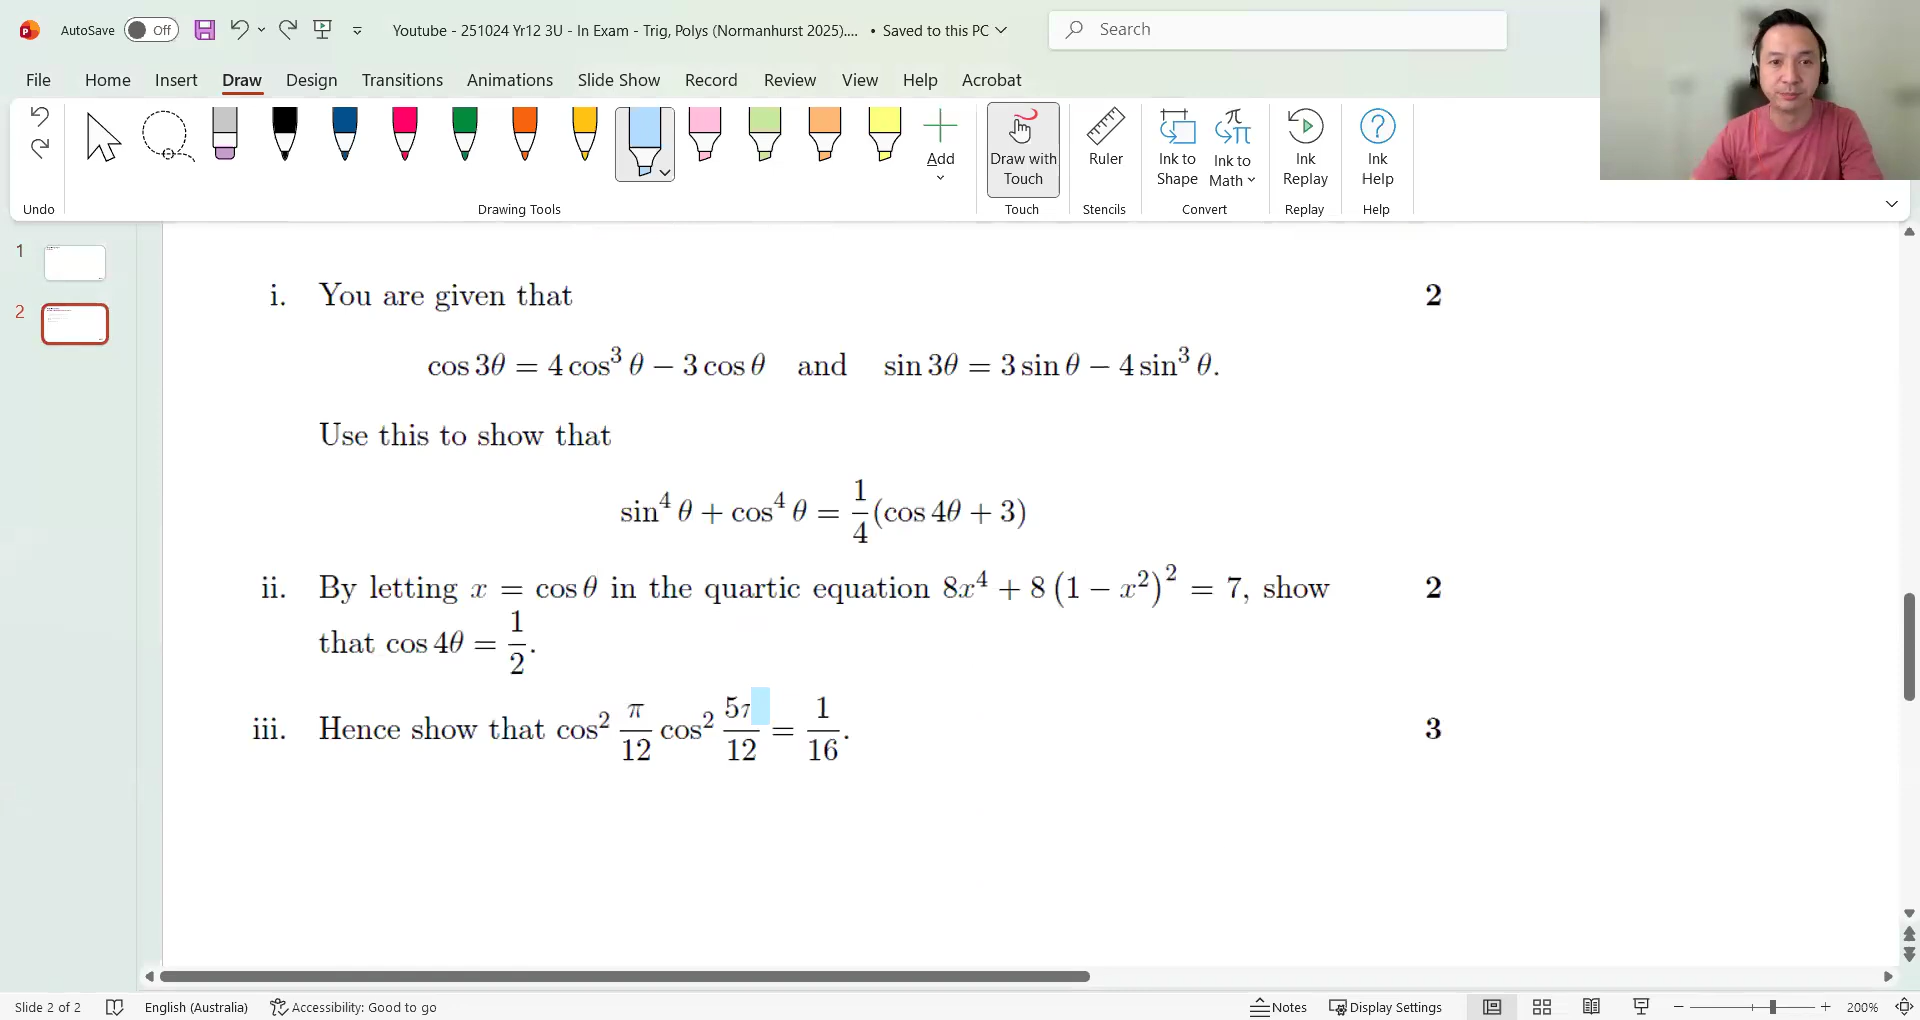 AutoSave Off Youtube - 251024 Yr12 3U - In Exam - Trig, Polys (Normanhurst 2025).... • Saved to this PC Search
File Home Insert Draw Design Transitions Animations Slide Show Record Review View Help Acrobat
Add Draw with Touch Ruler Ink to Shape Ink to Math Ink Replay Ink Help
Undo Drawing Tools Touch Stencils Convert Replay Help
1
2
i. You are given that 2
cos 3θ = 4 cos³ θ − 3 cos θ and sin 3θ = 3 sin θ − 4 sin³ θ.
Use this to show that
sin⁴ θ + cos⁴ θ = 1/4 (cos 4θ + 3)
ii. By letting x = cos θ in the quartic equation 8x⁴ + 8 (1 − x²)² = 7, show 2
that cos 4θ = 1/2.
iii. Hence show that cos² π/12 cos² 5π/12 = 1/16. 3
Slide 2 of 2 English (Australia) Accessibility: Good to go Notes Display Settings 200%